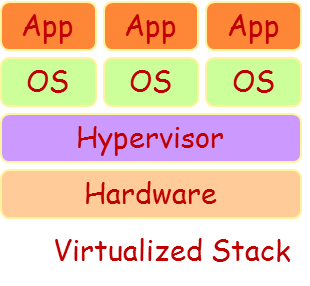 App App App
OS OS OS
Hypervisor
Hardware
Virtualized Stack